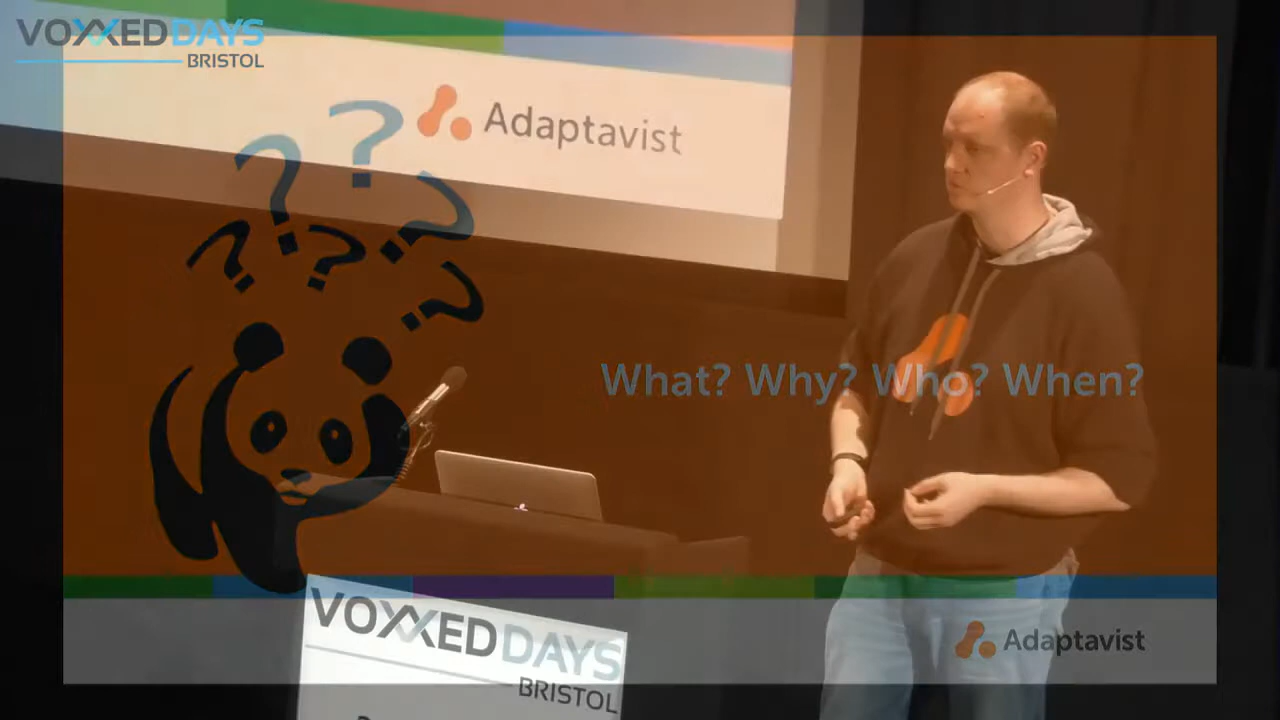 VOXXED DAYS
BRISTOL
Adaptavist
? ? ? ? ? ?
What? Why? Who? When?
VOXXED DAYS
BRISTOL
Adaptavist